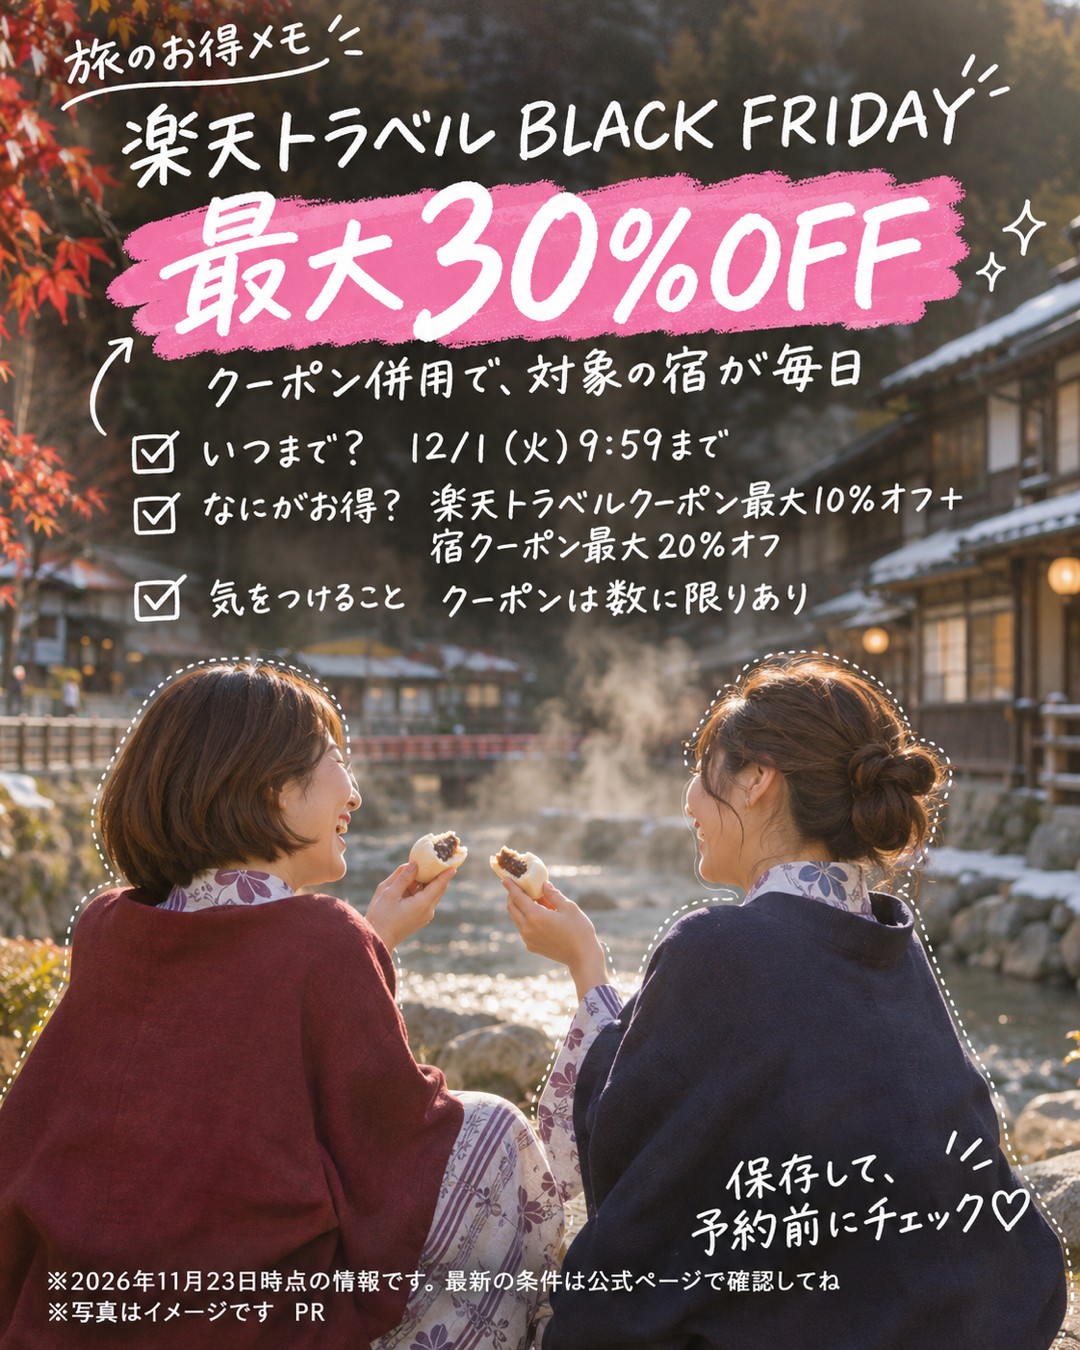 旅のお得メモ
楽天トラベル BLACK FRIDAY
最大30%OFF
クーポン併用で、対象の宿が毎日
いつまで? 12/1(火)9:59まで
なにがお得? 楽天トラベルクーポン最大10%オフ+
宿クーポン最大20%オフ
気をつけること クーポンは数に限りあり
保存して、
予約前にチェック♡
※2026年11月23日時点の情報です。最新の条件は公式ページで確認してね
※写真はイメージです PR